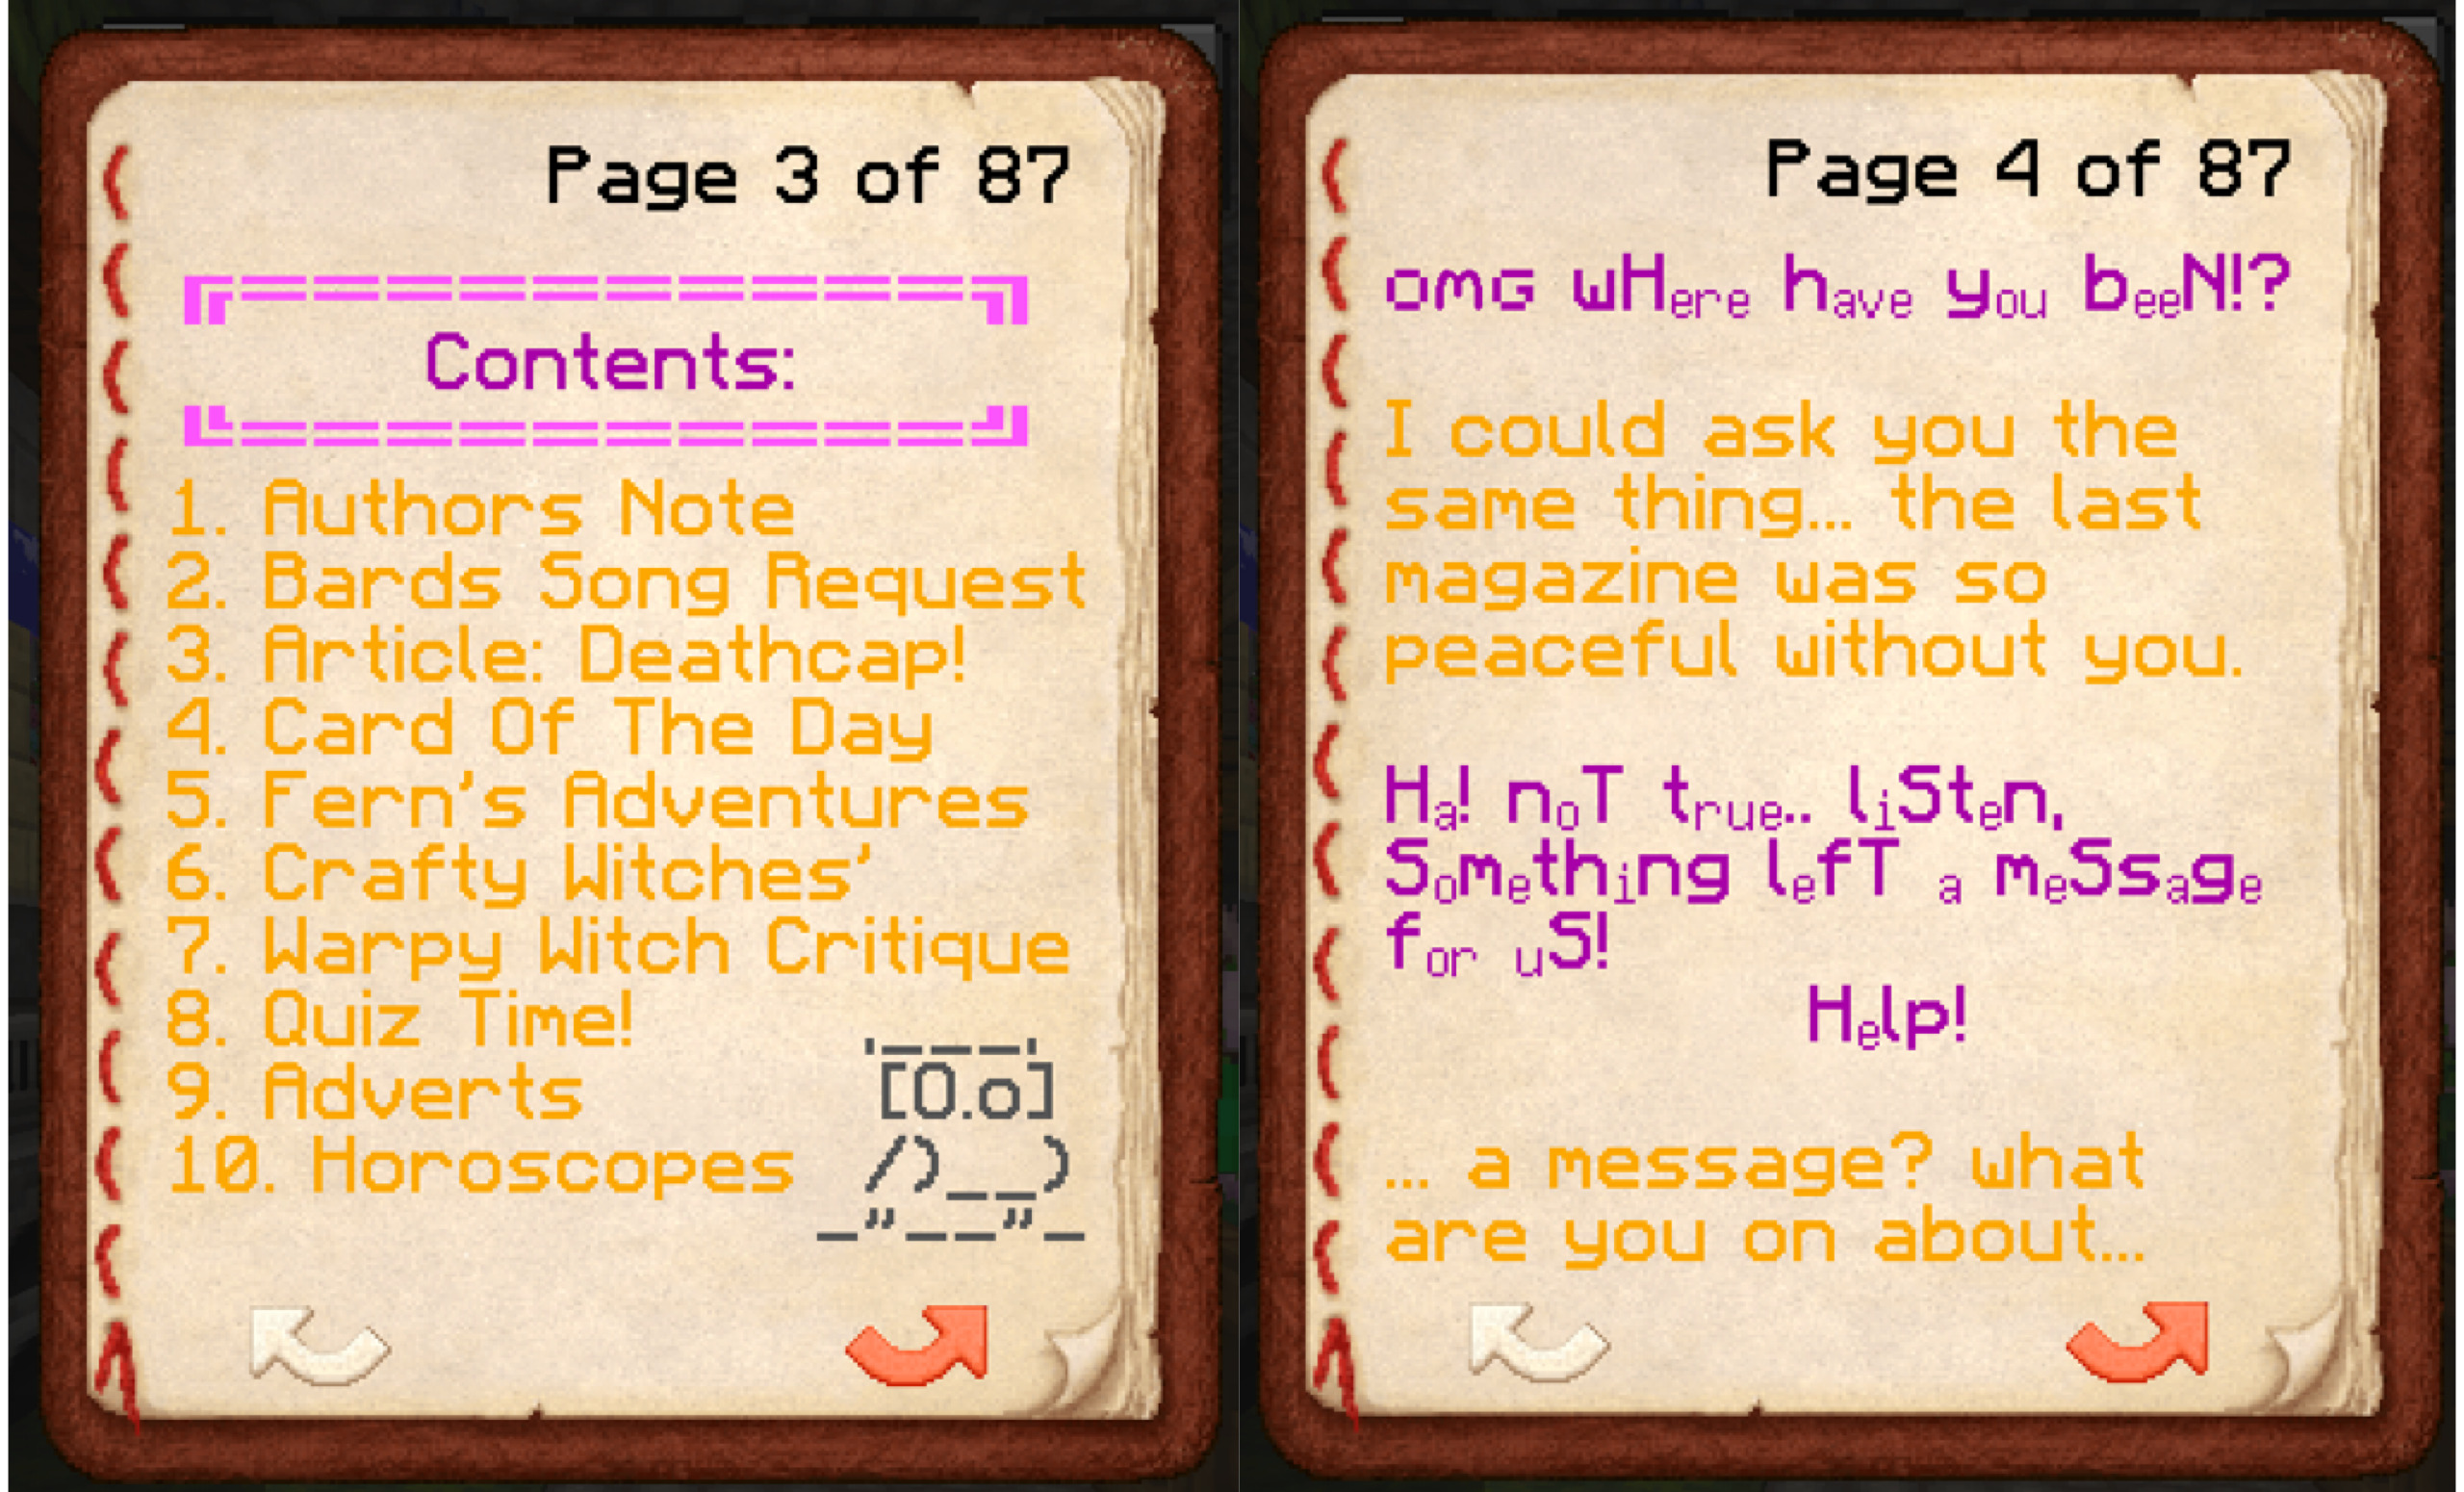 Page 3 of 87
Contents:
1. Authors Note
2. Bards Song Request
3. Article: Deathcap!
4. Card Of The Day
5. Fern's Adventures
6. Crafty Witches'
7. Warpy Witch Critique
8. Quiz Time!
9. Adverts
10. Horoscopes
[O.o]
/)__)
_"__"_
Page 4 of 87
oMG wHere have you beeN!?
I could ask you the
same thing... the last
magazine was so
peaceful without you.
Ha! noT true.. liSten,
Something lefT a meSsage
for uS!
Help!
... a message? what
are you on about...